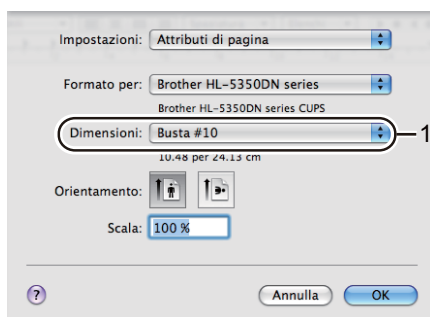 Impostazioni: Attributi di pagina
Formato per: Brother HL-5350DN series
Brother HL-5350DN series CUPS
Dimensioni: Busta #10
1
10.48 per 24.13 cm
Orientamento:
Scala: 100 %
? Annulla OK